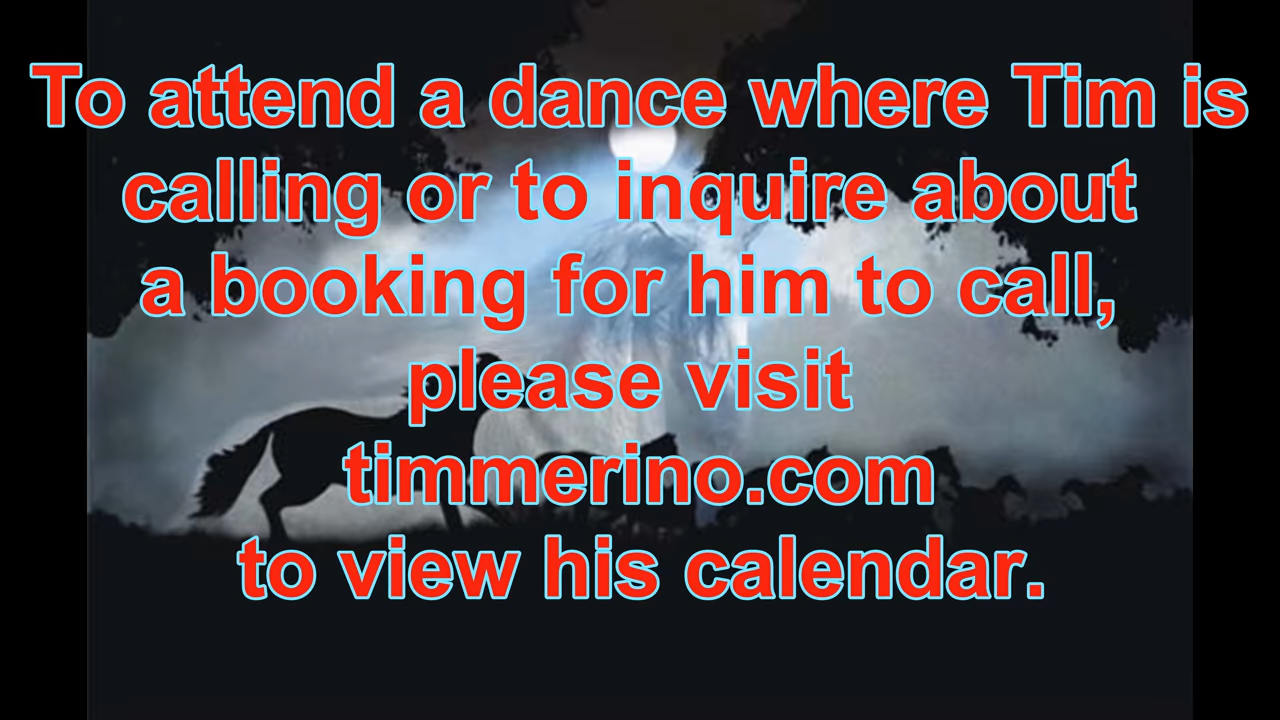 To attend a dance where Tim is
calling or to inquire about
a booking for him to call,
please visit
timmerino.com
to view his calendar.